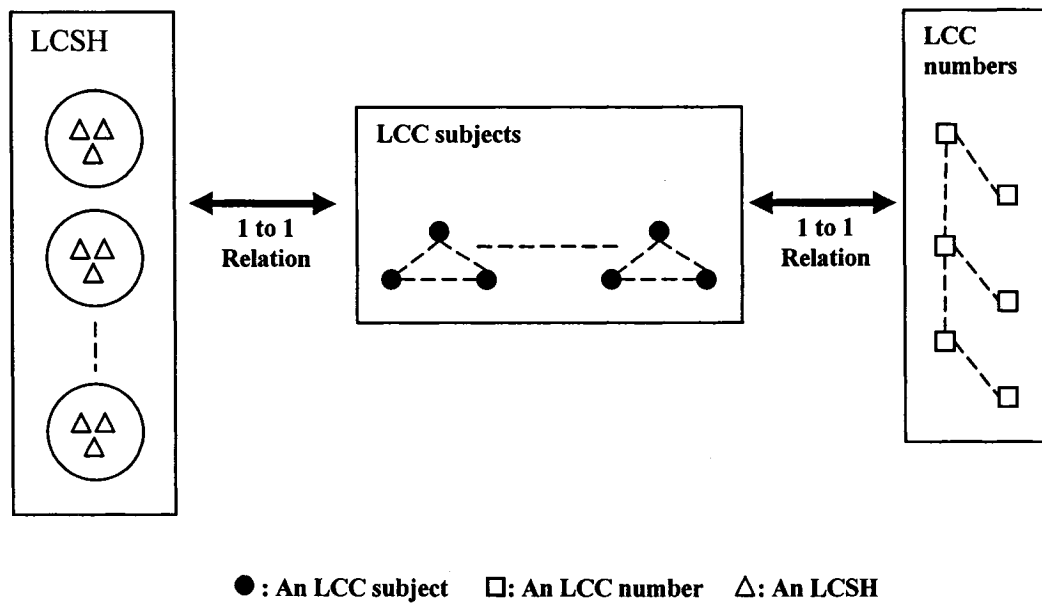 LCSH
LCC subjects
1 to 1
Relation
1 to 1
Relation
LCC
numbers
● : An LCC subject □: An LCC number △: An LCSH